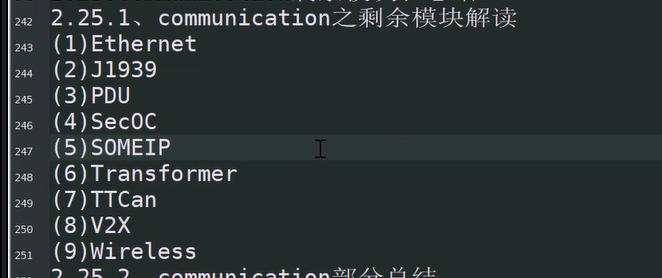 242 2.25.1、communication之剩余模块解读
243 (1)Ethernet
244 (2)J1939
245 (3)PDU
246 (4)SecOC
247 (5)SOMEIP
248 (6)Transformer
249 (7)TTCan
250 (8)V2X
251 (9)Wireless
2.25.2、communication部分总结